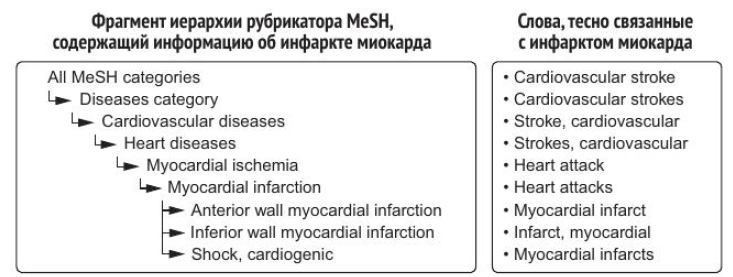 Фрагмент иерархии рубрикатора MeSH,
содержащий информацию об инфаркте миокарда
All MeSH categories
Diseases category
Cardiovascular diseases
Heart diseases
Myocardial ischemia
Myocardial infarction
Anterior wall myocardial infarction
Inferior wall myocardial infarction
Shock, cardiogenic
Слова, тесно связанные
с инфарктом миокарда
• Cardiovascular stroke
• Cardiovascular strokes
• Stroke, cardiovascular
• Strokes, cardiovascular
• Heart attack
• Heart attacks
• Myocardial infarct
• Infarct, myocardial
• Myocardial infarcts